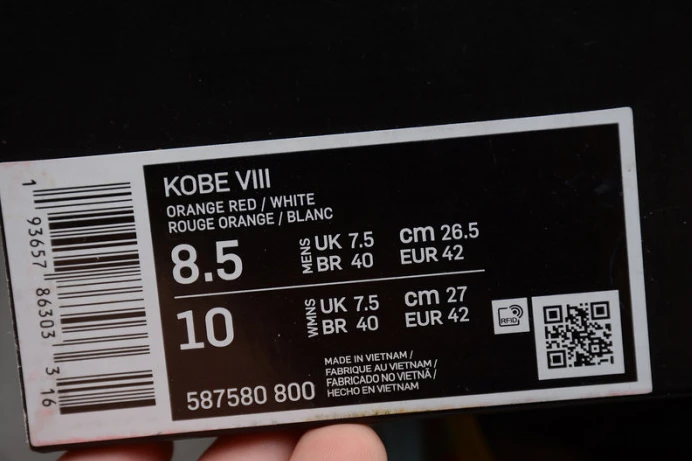 KOBE VIII
ORANGE RED / WHITE
ROUGE ORANGE / BLANC
8.5 MENS UK 7.5 cm 26.5
BR 40 EUR 42
10 WMNS UK 7.5 cm 27
BR 40 EUR 42
RFID
587580 800
MADE IN VIETNAM /
FABRIQUE AU VIETNAM /
FABRICADO NO VIETNÃ /
HECHO EN VIETNAM
1 93657 86303 3 16